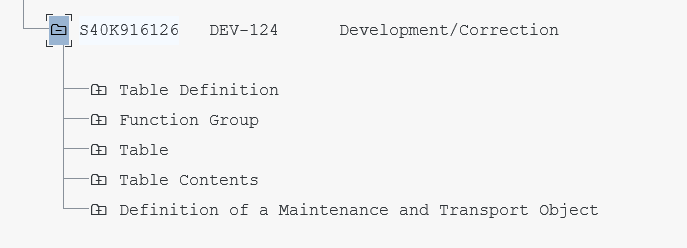 S40K916126 DEV-124 Development/Correction
Table Definition
Function Group
Table
Table Contents
Definition of a Maintenance and Transport Object